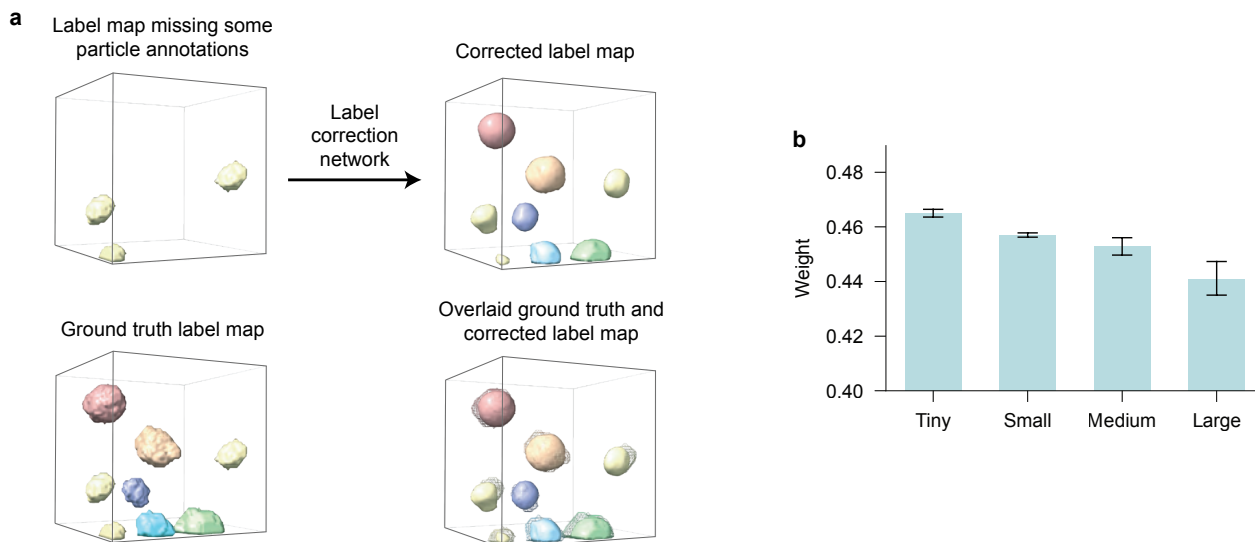 a
Label map missing some
particle annotations
Label
correction
network
Corrected label map
Ground truth label map
Overlaid ground truth and
corrected label map
b
Weight
0.48
0.46
0.44
0.42
0.40
Tiny
Small
Medium
Large